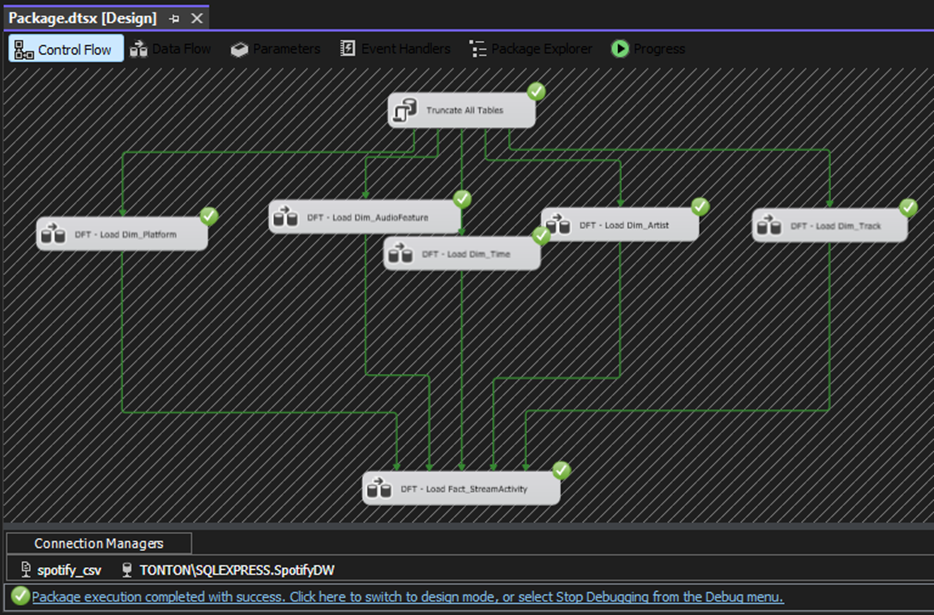 Package.dtsx [Design]
Control Flow Data Flow Parameters Event Handlers Package Explorer Progress
Truncate All Tables
DFT - Load Dim_Platform
DFT - Load Dim_AudioFeature
DFT - Load Dim_Time
DFT - Load Dim_Artist
DFT - Load Dim_Track
DFT - Load Fact_StreamActivity
Connection Managers
spotify_csv TONTON\SQLEXPRESS.SpotifyDW
Package execution completed with success. Click here to switch to design mode, or select Stop Debugging from the Debug menu.